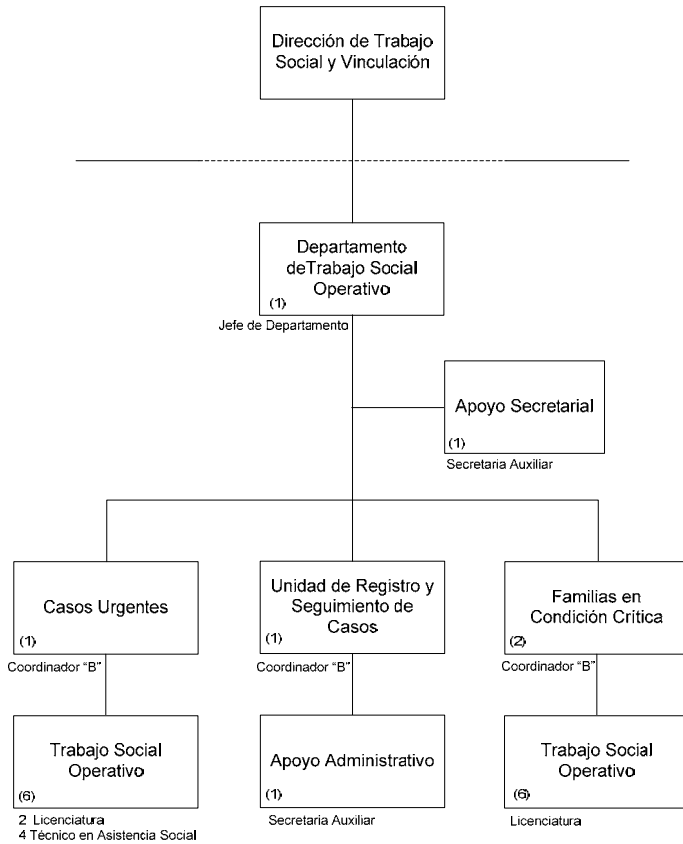 Dirección de Trabajo
Social y Vinculación
Departamento
deTrabajo Social
Operativo
(1)
Jefe de Departamento
Apoyo Secretarial
(1)
Secretaria Auxiliar
Casos Urgentes
(1)
Coordinador “B”
Unidad de Registro y
Seguimiento de
Casos
(1)
Coordinador “B”
Familias en
Condición Crítica
(2)
Coordinador “B”
Trabajo Social
Operativo
(6)
2 Licenciatura
4 Técnico en Asistencia Social
Apoyo Administrativo
(1)
Secretaria Auxiliar
Trabajo Social
Operativo
(6)
Licenciatura